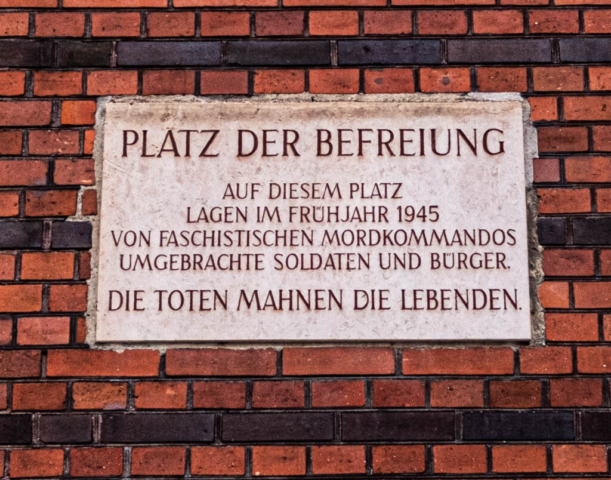 PLATZ DER BEFREIUNG
AUF DIESEM PLATZ
LAGEN IM FRÜHJAHR 1945
VON FASCHISTISCHEN MORDKOMMANDOS
UMGEBRACHTE SOLDATEN UND BÜRGER.
DIE TOTEN MAHNEN DIE LEBENDEN.